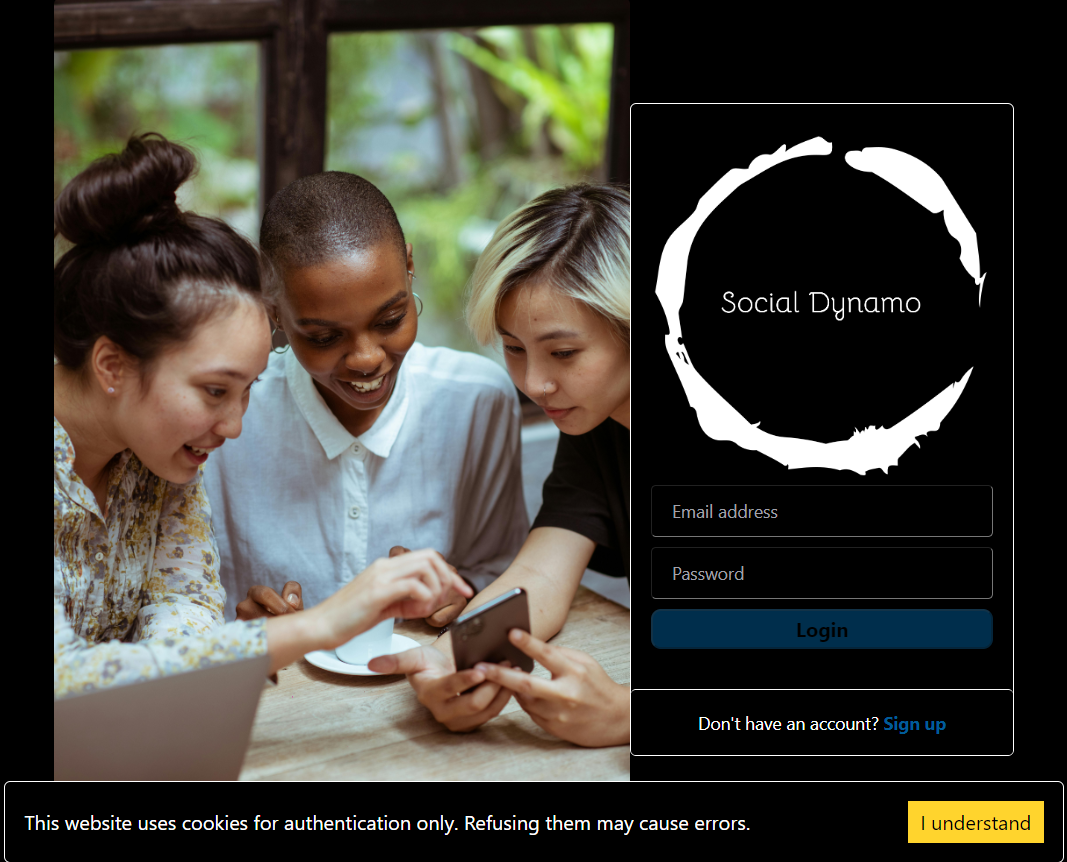 Social Dynamo
Email address
Password
Login
Don't have an account? Sign up
This website uses cookies for authentication only. Refusing them may cause errors.
I understand